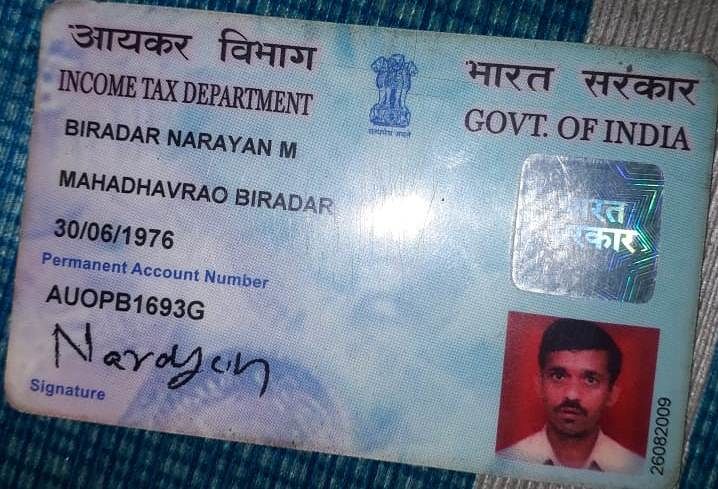 आयकर विभाग
INCOME TAX DEPARTMENT
भारत सरकार
GOVT. OF INDIA
सत्यमेव जयते
BIRADAR NARAYAN M
MAHADHAVRAO BIRADAR
30/06/1976
Permanent Account Number
AUOPB1693G
Narayan
Signature
भारत
सरकार
26082009